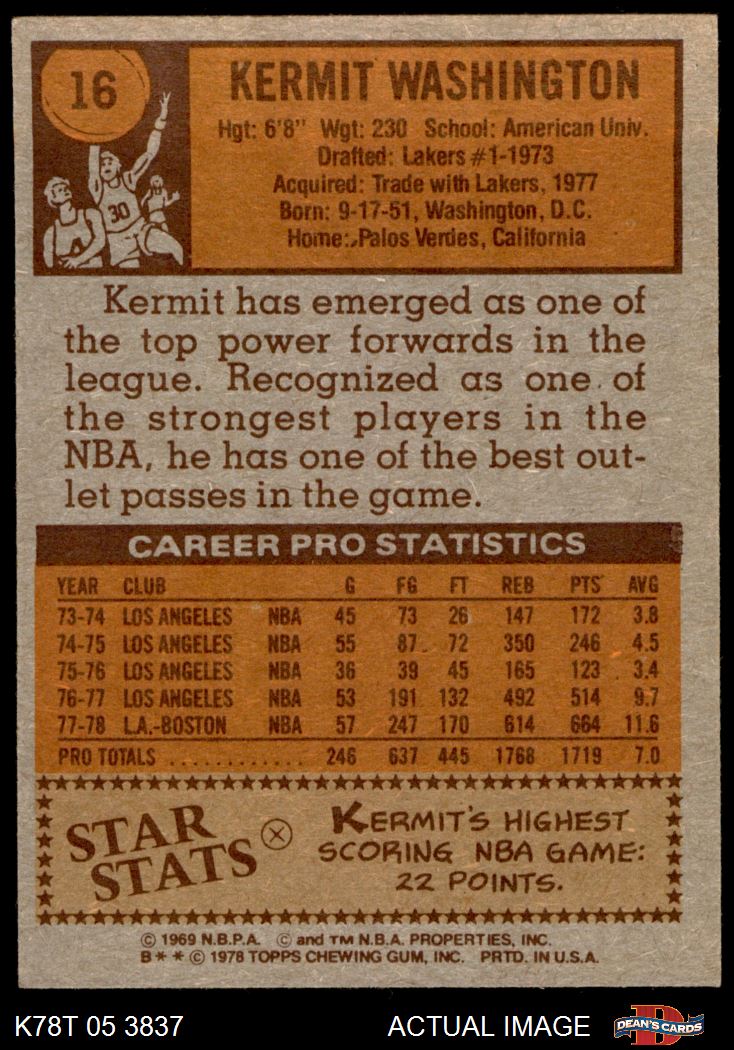 16
KERMIT WASHINGTON
Hgt: 6'8" Wgt: 230 School: American Univ.
Drafted: Lakers #1-1973
Acquired: Trade with Lakers, 1977
Born: 9-17-51, Washington, D.C.
Home: Palos Verdes, California
30
A
Kermit has emerged as one of
the top power forwards in the
league. Recognized as one of
the strongest players in the
NBA, he has one of the best out-
let passes in the game.
CAREER PRO STATISTICS
YEAR CLUB G FG FT REB PTS AVG
73-74 LOS ANGELES NBA 45 73 26 147 172 3.8
74-75 LOS ANGELES NBA 55 87 72 350 246 4.5
75-76 LOS ANGELES NBA 36 39 45 165 123 3.4
76-77 LOS ANGELES NBA 53 191 132 492 514 9.7
77-78 L.A.-BOSTON NBA 57 247 170 614 664 11.6
PRO TOTALS ............ 246 637 445 1768 1719 7.0
STAR STATS
KERMIT'S HIGHEST
SCORING NBA GAME:
22 POINTS.
© 1969 N.B.P.A. © and TM N.B.A. PROPERTIES, INC.
B** © 1978 TOPPS CHEWING GUM, INC. PRTD. IN U.S.A.
K78T 05 3837 ACTUAL IMAGE D DEAN'S CARDS